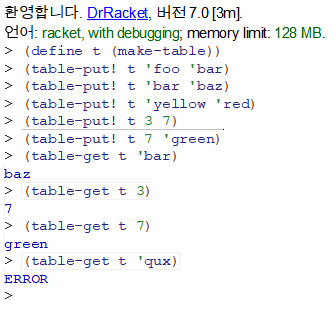 환영합니다. DrRacket, 버전 7.0 [3m].
언어: racket, with debugging; memory limit: 128 MB.
> (define t (make-table))
> (table-put! t 'foo 'bar)
> (table-put! t 'bar 'baz)
> (table-put! t 'yellow 'red)
> (table-put! t 3 7)
> (table-put! t 7 'green)
> (table-get t 'bar)
baz
> (table-get t 3)
7
> (table-get t 7)
green
> (table-get t 'qux)
ERROR
>